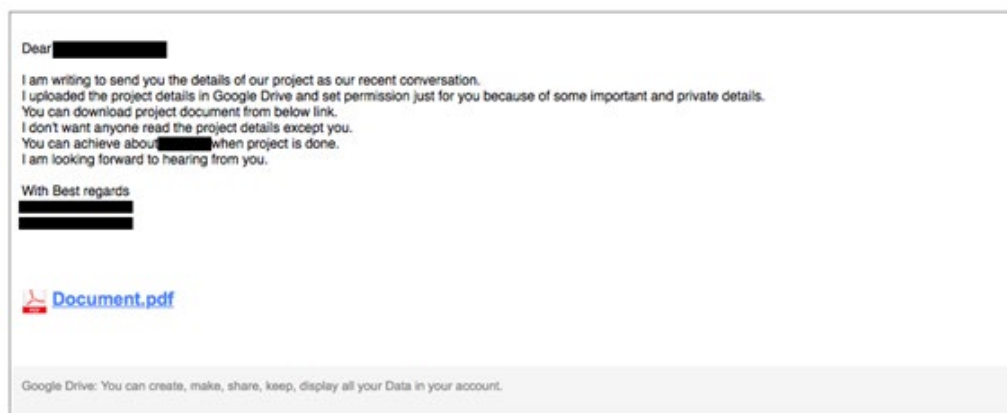 Dear
I am writing to send you the details of our project as our recent conversation.
I uploaded the project details in Google Drive and set permission just for you because of some important and private details.
You can download project document from below link.
I don't want anyone read the project details except you.
You can achieve about when project is done.
I am looking forward to hearing from you.
With Best regards
PDF
Document.pdf
Google Drive: You can create, make, share, keep, display all your Data in your account.